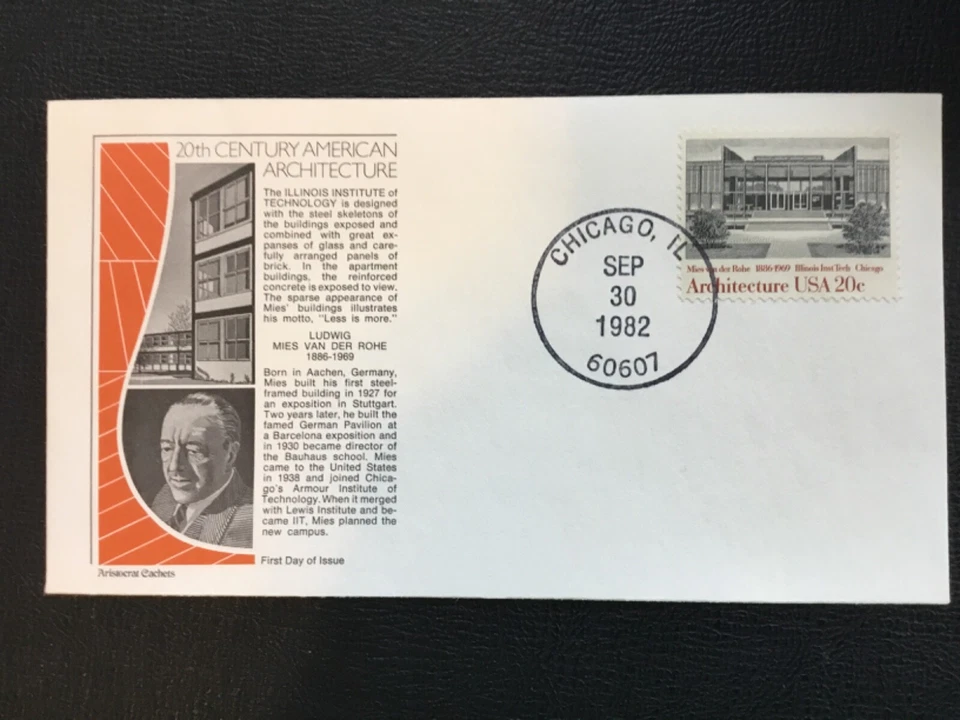 20th CENTURY AMERICAN
ARCHITECTURE
The ILLINOIS INSTITUTE of
TECHNOLOGY is designed
with the steel skeletons of
the buildings exposed and
combined with great ex-
panses of glass and care-
fully arranged panels of
brick. In the apartment
buildings, the reinforced
concrete is exposed to view.
The sparse appearance of
Mies' buildings illustrates
his motto, "Less is more."
LUDWIG
MIES VAN DER ROHE
1886-1969
Born in Aachen, Germany,
Mies built his first steel-
framed building in 1927 for
an exposition in Stuttgart.
Two years later, he built the
famed German Pavilion at
a Barcelona exposition and
in 1930 became director of
the Bauhaus school. Mies
came to the United States
in 1938 and joined Chica-
go's Armour Institute of
Technology. When it merged
with Lewis Institute and be-
came IIT, Mies planned the
new campus.
First Day of Issue
Aristocrat Cachets
CHICAGO, IL
SEP
30
1982
60607
Mies van der Rohe 1886-1969 Illinois Inst Tech Chicago
Architecture USA 20c